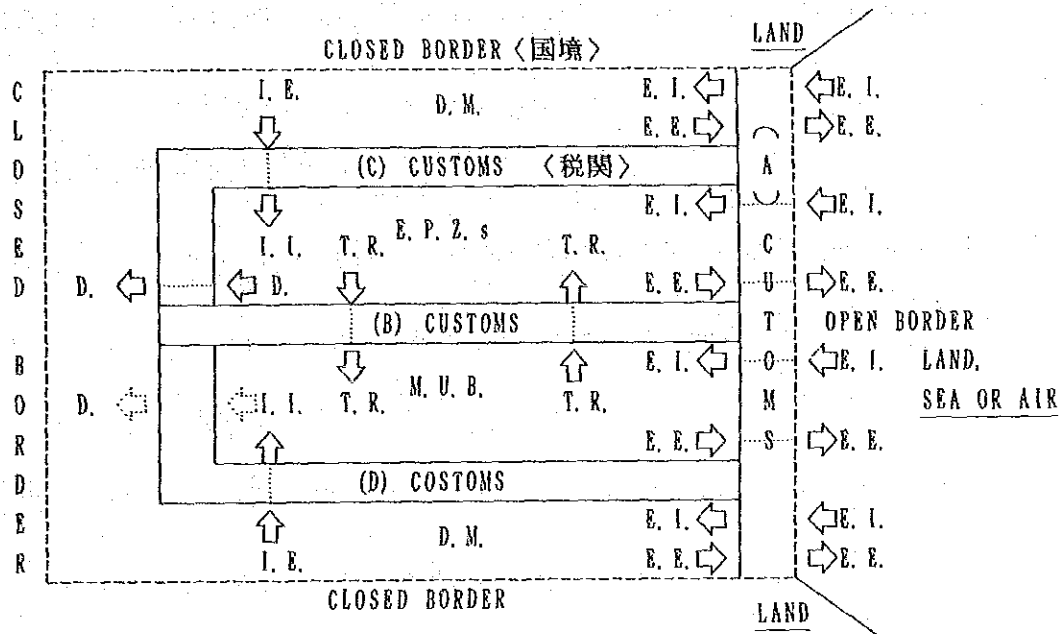 LAND
CLOSED BORDER〈国境〉
CLOSED BORDER
I. E.
D. M.
E. I.
E. I.
E. E.
E. E.
(C) CUSTOMS 〈税関〉
(A) CUTOMS
E. I.
E. I.
I. I.
T. R.
E. P. Z. s
T. R.
D.
D.
E. E.
E. E.
(B) CUSTOMS
OPEN BORDER
LAND,
SEA OR AIR
E. I.
E. I.
D.
I. I.
T. R.
M. U. B.
T. R.
E. E.
E. E.
(D) COSTOMS
E. I.
E. I.
D. M.
I. E.
E. E.
E. E.
CLOSED BORDER
LAND